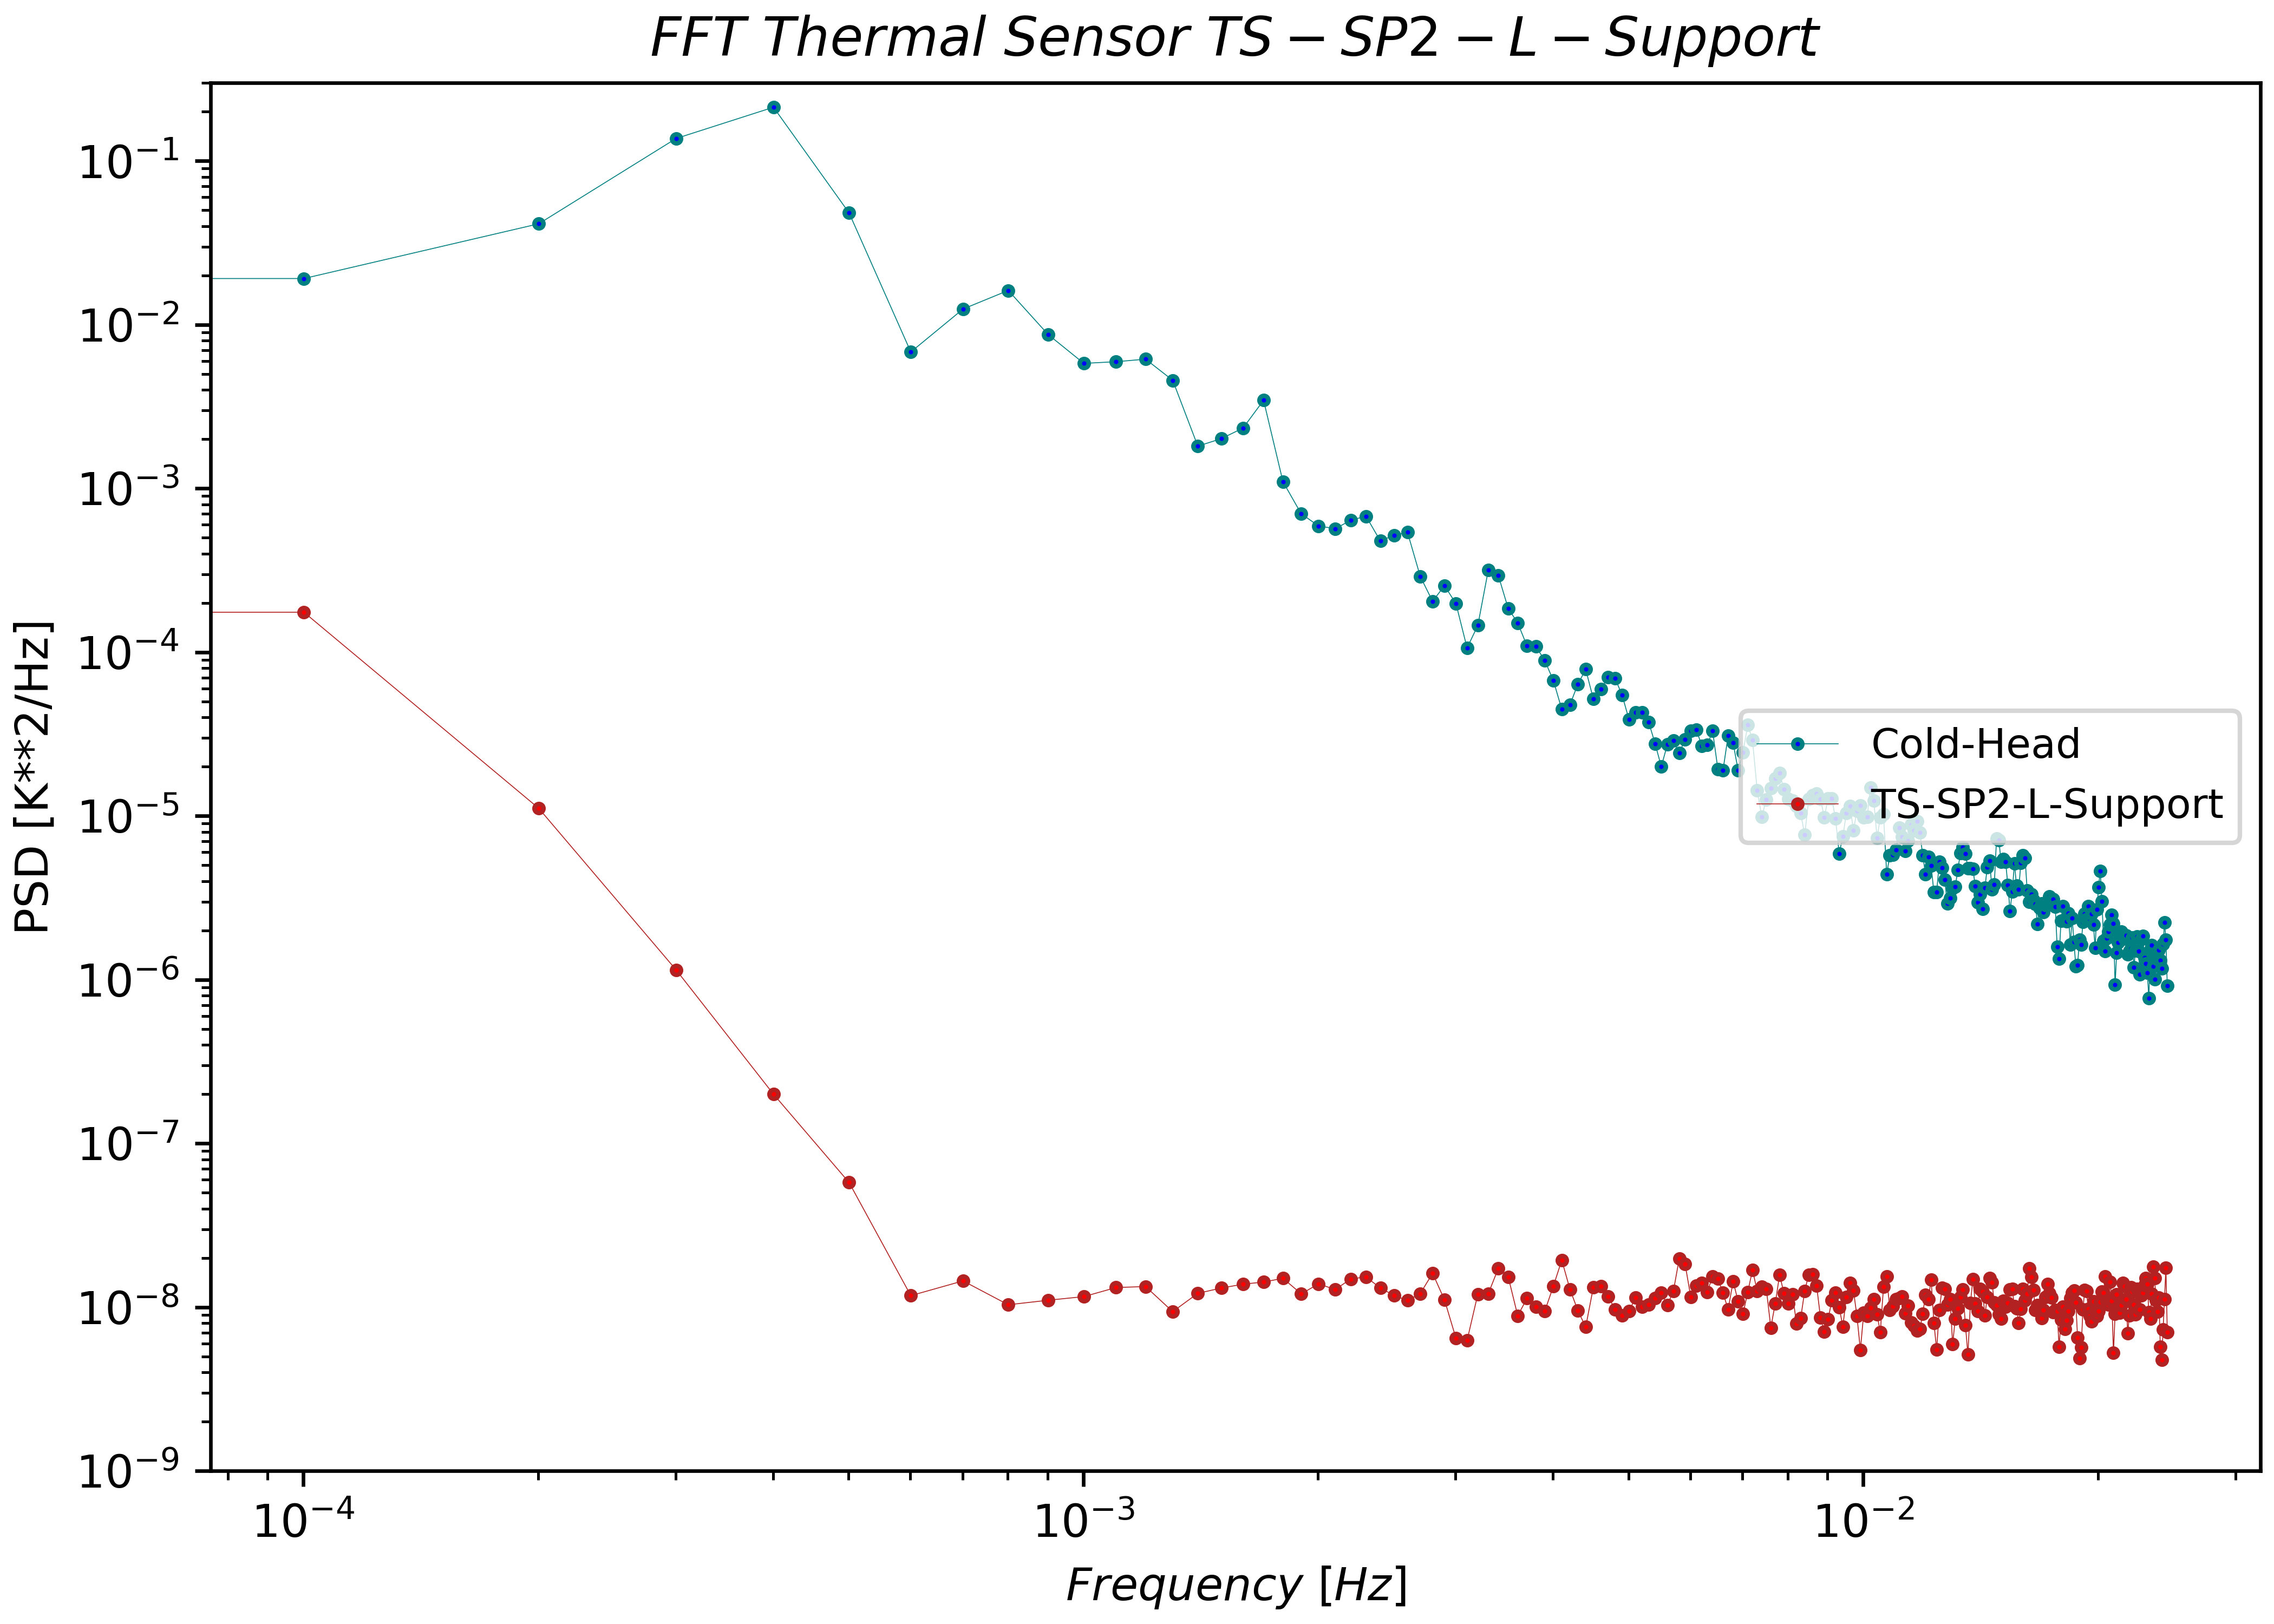 FFT Thermal Sensor TS − SP2 − L − Support
PSD [K**2/Hz]
10⁻¹
10⁻²
10⁻³
10⁻⁴
10⁻⁵
10⁻⁶
10⁻⁷
10⁻⁸
10⁻⁹
Cold-Head
TS-SP2-L-Support
10⁻⁴ 10⁻³ 10⁻²
Frequency [Hz]